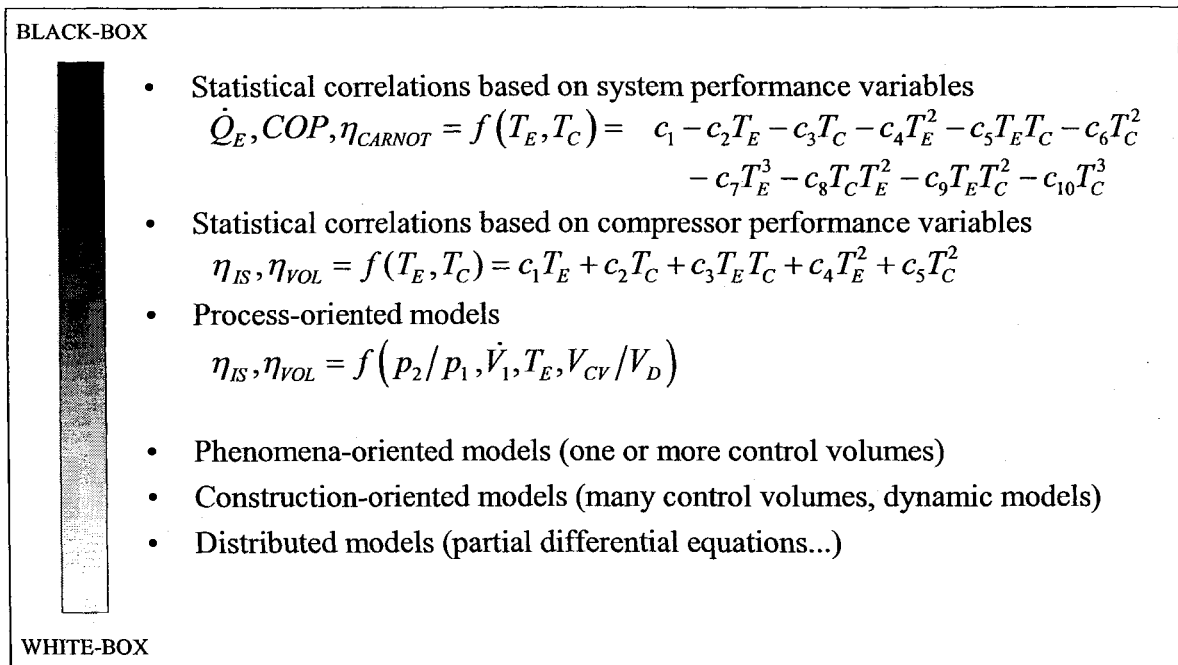 BLACK-BOX
• Statistical correlations based on system performance variables
Q̇_E, COP, η_CARNOT = f(T_E, T_C) = c_1 − c_2T_E − c_3T_C − c_4T_E^2 − c_5T_ET_C − c_6T_C^2
− c_7T_E^3 − c_8T_CT_E^2 − c_9T_ET_C^2 − c_10T_C^3
• Statistical correlations based on compressor performance variables
η_IS, η_VOL = f(T_E, T_C) = c_1T_E + c_2T_C + c_3T_ET_C + c_4T_E^2 + c_5T_C^2
• Process-oriented models
η_IS, η_VOL = f(p_2/p_1, V̇_1, T_E, V_CV/V_D)
• Phenomena-oriented models (one or more control volumes)
• Construction-oriented models (many control volumes, dynamic models)
• Distributed models (partial differential equations...)
WHITE-BOX